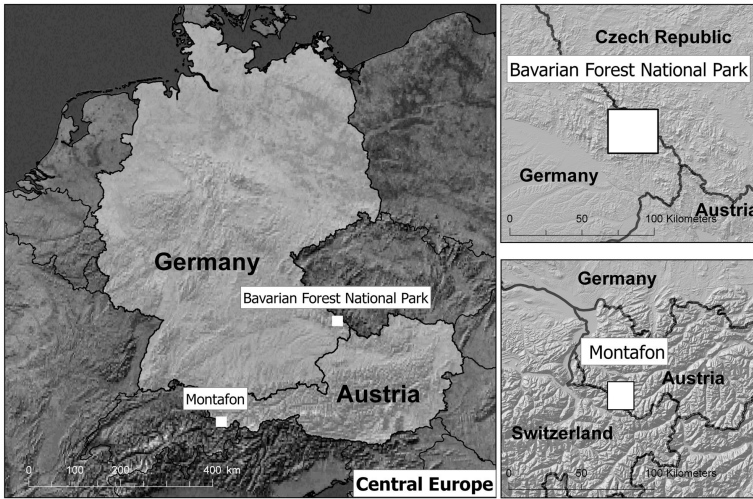 Germany
Bavarian Forest National Park
Montafon
Austria
0 200 400 km
Central Europe
Czech Republic
Bavarian Forest National Park
Germany
Austria
0 50 100 Kilometers
Germany
Montafon
Austria
Switzerland
0 50 100 Kilometers